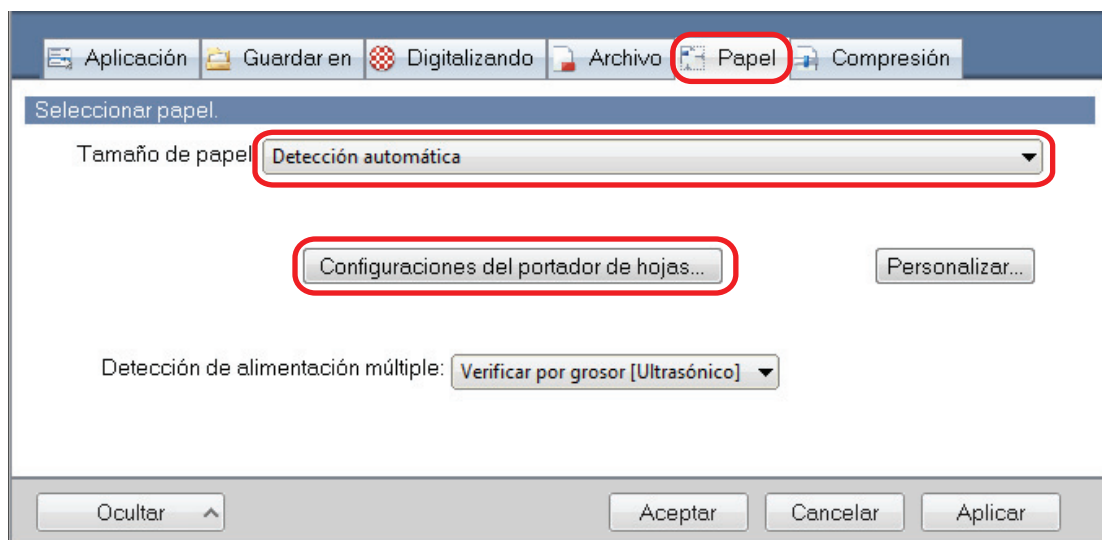 Aplicación Guardar en Digitalizando Archivo Papel Compresión
Seleccionar papel.
Tamaño de papel Detección automática
Configuraciones del portador de hojas... Personalizar...
Detección de alimentación múltiple: Verificar por grosor [Ultrasónico]
Ocultar Aceptar Cancelar Aplicar